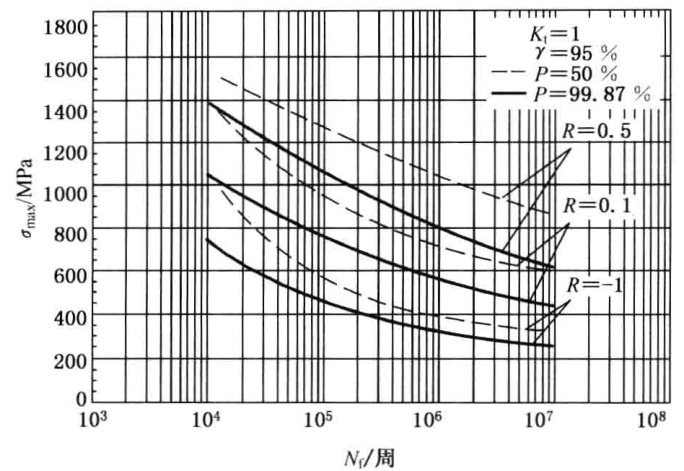 1800
1600
1400
1200
1000
800
600
400
200
0
σmax/MPa
Kt=1
γ=95 %
P=50 %
P=99.87 %
R=0.5
R=0.1
R=-1
10³ 10⁴ 10⁵ 10⁶ 10⁷ 10⁸
Nf/周